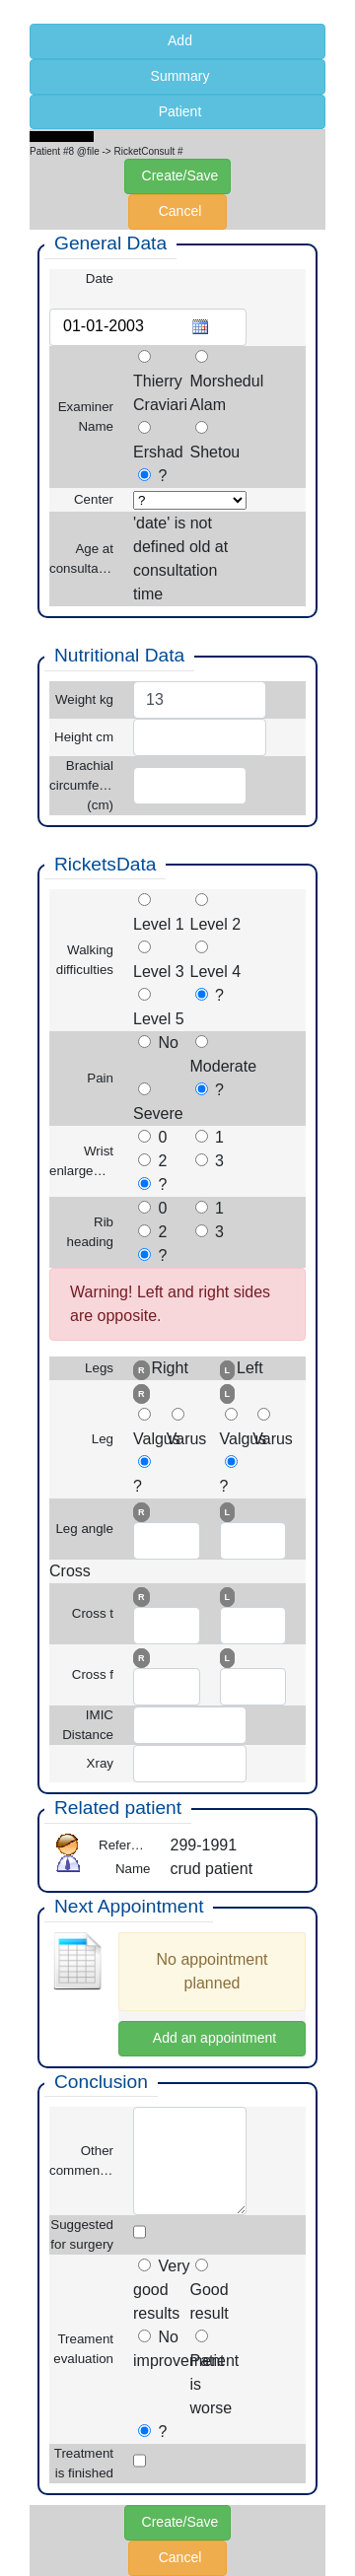 Add
Summary
Patient
Patient #8 @file -> RicketConsult #
Create/Save
Cancel
General Data
Date
01-01-2003
Examiner Name
Thierry Craviari
Morshedul Alam
Ershad
Shetou
?
Center
?
Age at consulta…
'date' is not
defined old at
consultation
time
Nutritional Data
Weight kg
13
Height cm
Brachial
circumfe…
(cm)
RicketsData
Walking
difficulties
Level 1
Level 2
Level 3
Level 4
?
Level 5
Pain
No
Moderate
?
Severe
Wrist
enlarge…
0
1
2
3
?
Rib
heading
0
1
2
3
?
Warning! Left and right sides
are opposite.
Legs
R Right
L Left
Leg
R
L
Valgus
Varus
Valgus
Varus
?
?
Leg angle
R
L
Cross
Cross t
R
L
Cross f
R
L
IMIC
Distance
Xray
Related patient
Refer…
299-1991
Name
crud patient
Next Appointment
No appointment
planned
Add an appointment
Conclusion
Other
commen…
Suggested
for surgery
Treament
evaluation
Very
good
results
Good
result
No
improvement
Patient
is
worse
?
Treatment
is finished
Create/Save
Cancel